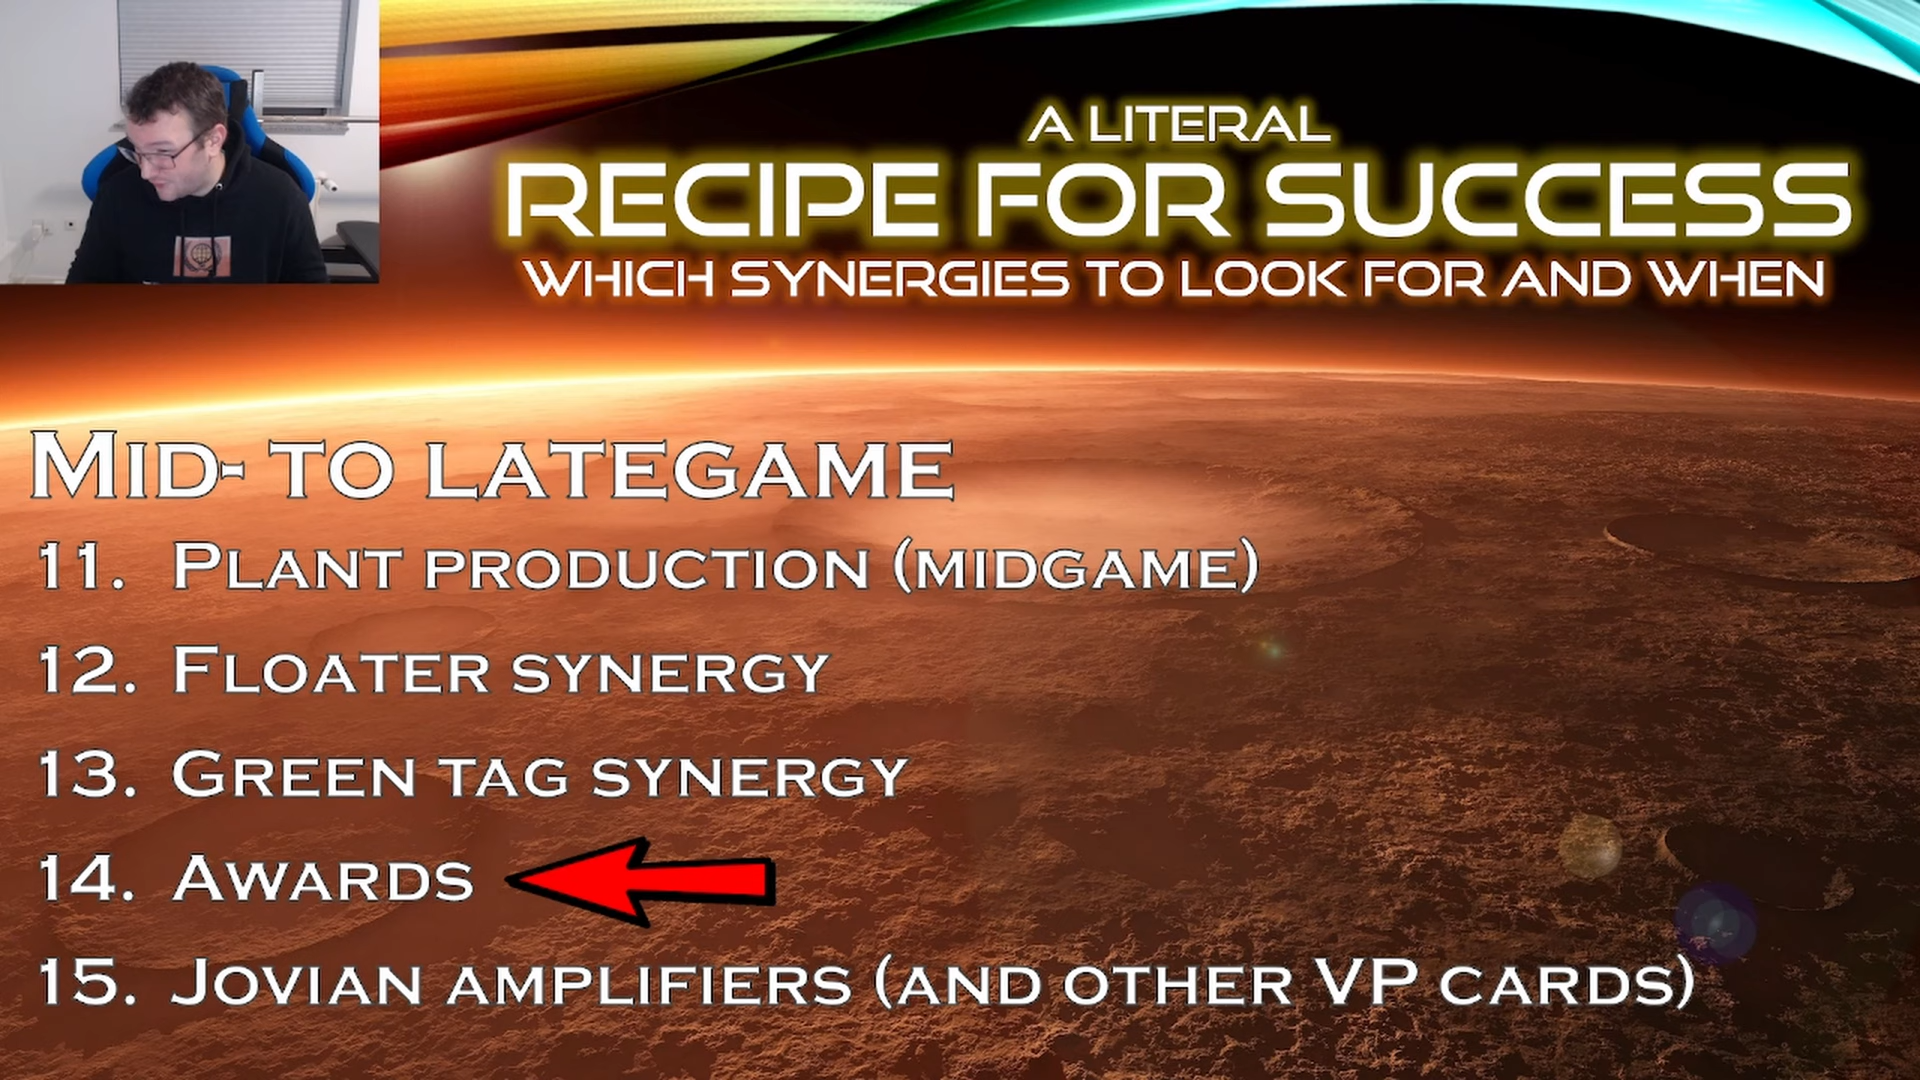 A LITERAL
RECIPE FOR SUCCESS
WHICH SYNERGIES TO LOOK FOR AND WHEN
MID- TO LATEGAME
11. PLANT PRODUCTION (MIDGAME)
12. FLOATER SYNERGY
13. GREEN TAG SYNERGY
14. AWARDS
15. JOVIAN AMPLIFIERS (AND OTHER VP CARDS)